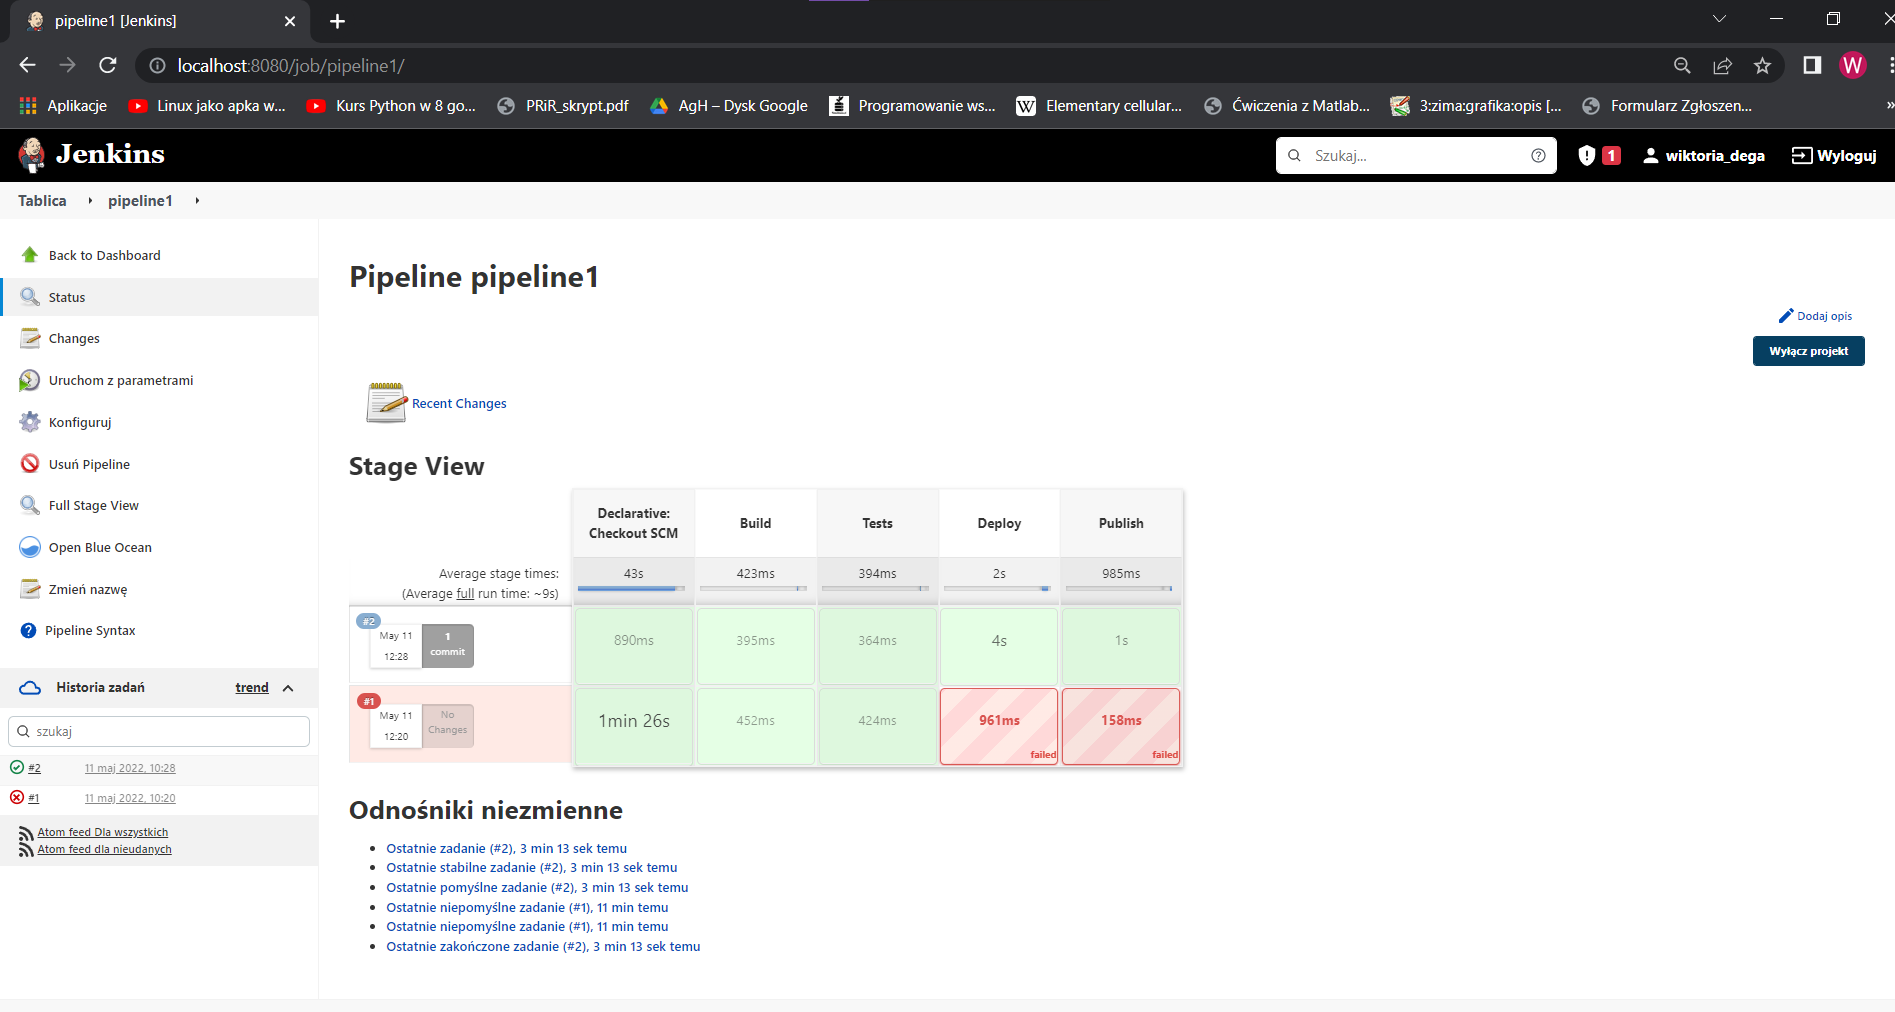 pipeline1 [Jenkins]
localhost:8080/job/pipeline1/
W
Aplikacje
Linux jako apka w...
Kurs Python w 8 go...
PRiR_skrypt.pdf
AgH – Dysk Google
Programowanie ws...
W
Elementary cellular...
Ćwiczenia z Matlab...
3:zima:grafika:opis [...
Formularz Zgłoszen...
»
Jenkins
Szukaj...
1
wiktoria_dega
Wyloguj
Tablica
pipeline1
Back to Dashboard
Status
Changes
Uruchom z parametrami
Konfiguruj
Usuń Pipeline
Full Stage View
Open Blue Ocean
Zmień nazwę
Pipeline Syntax
Historia zadań
trend
szukaj
#2
11 maj 2022, 10:28
#1
11 maj 2022, 10:20
Atom feed Dla wszystkich
Atom feed dla nieudanych
Pipeline pipeline1
Dodaj opis
Wyłącz projekt
Recent Changes
Stage View
Declarative:
Checkout SCM
Build
Tests
Deploy
Publish
Average stage times:
(Average full run time: ~9s)
43s
423ms
394ms
2s
985ms
#2
May 11
12:28
1
commit
890ms
395ms
364ms
4s
1s
#1
May 11
12:20
No
Changes
1min 26s
452ms
424ms
961ms
failed
158ms
failed
Odnośniki niezmienne
Ostatnie zadanie (#2), 3 min 13 sek temu
Ostatnie stabilne zadanie (#2), 3 min 13 sek temu
Ostatnie pomyślne zadanie (#2), 3 min 13 sek temu
Ostatnie niepomyślne zadanie (#1), 11 min temu
Ostatnie niepomyślne zadanie (#1), 11 min temu
Ostatnie zakończone zadanie (#2), 3 min 13 sek temu